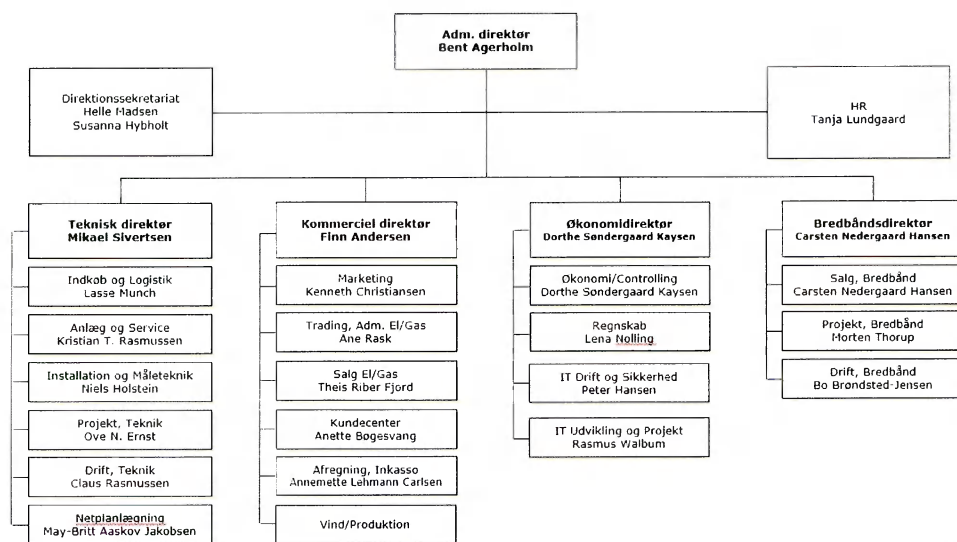 Adm. direktør
Bent Agerholm
Direktionssekretariat
Helle Madsen
Susanna Hybholt
HR
Tanja Lundgaard
Teknisk direktør
Mikael Sivertsen
Indkøb og Logistik
Lasse Munch
Anlæg og Service
Kristian T. Rasmussen
Installation og Måleteknik
Niels Holstein
Projekt, Teknik
Ove N. Ernst
Drift, Teknik
Claus Rasmussen
Netplanlægning
May-Britt Aaskov Jakobsen
Kommerciel direktør
Finn Andersen
Marketing
Kenneth Christiansen
Trading, Adm. El/Gas
Ane Rask
Salg El/Gas
Theis Riber Fjord
Kundecenter
Anette Bøgesvang
Afregning, Inkasso
Annemette Lehmann Carlsen
Vind/Produktion
Økonomidirektør
Dorthe Søndergaard Kaysen
Økonomi/Controlling
Dorthe Søndergaard Kaysen
Regnskab
Lena Nolling
IT Drift og Sikkerhed
Peter Hansen
IT Udvikling og Projekt
Rasmus Walbum
Bredbåndsdirektør
Carsten Nedergaard Hansen
Salg, Bredbånd
Carsten Nedergaard Hansen
Projekt, Bredbånd
Morten Thorup
Drift, Bredbånd
Bo Brøndsted-Jensen